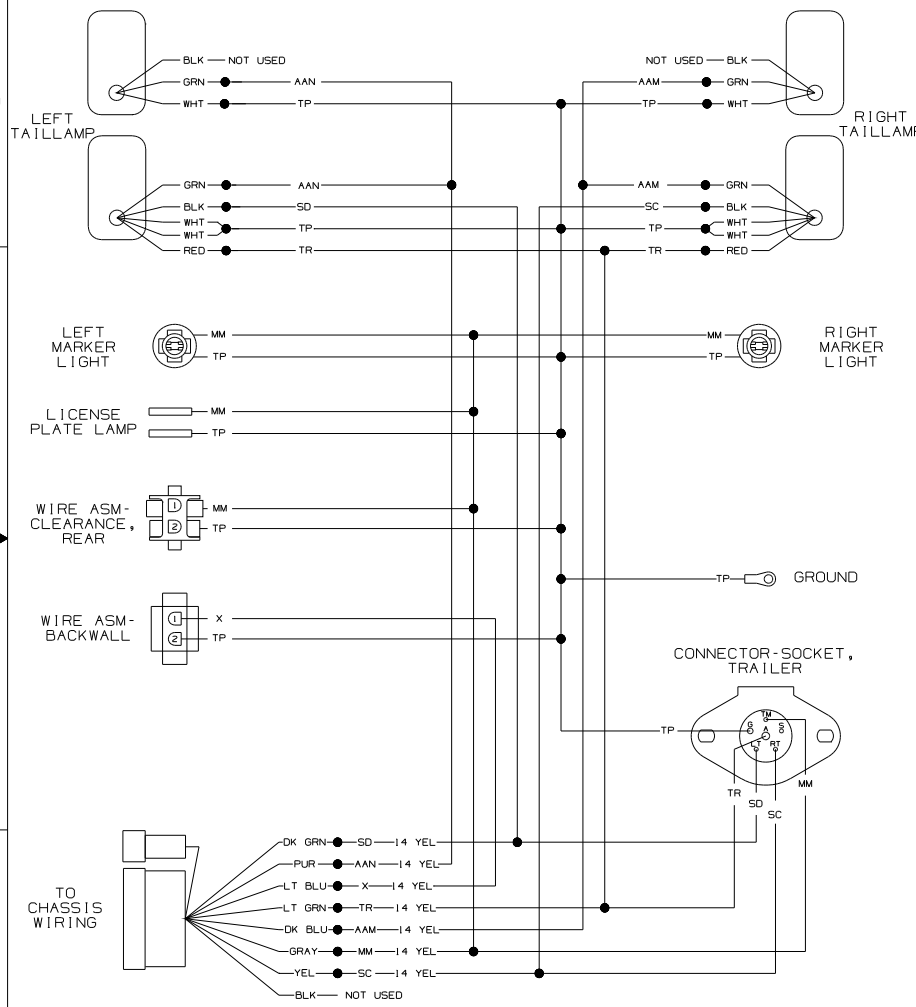 BLK NOT USED NOT USED BLK
GRN AAN AAM GRN
WHT TP TP WHT
LEFT
TAILLAMP
RIGHT
TAILLAMP
GRN AAN AAM GRN
BLK SD SC BLK
WHT WHT
TP TP
WHT WHT
RED TR TR RED
LEFT
MARKER
LIGHT
MM MM
TP TP
RIGHT
MARKER
LIGHT
LICENSE
PLATE LAMP
MM
TP
WIRE ASM-
CLEARANCE,
REAR
1 MM
2 TP
TP GROUND
WIRE ASM-
BACKWALL
1 X
2 TP
CONNECTOR-SOCKET,
TRAILER
TM
G A S
LT RT
TP
TR SD SC MM
TO
CHASSIS
WIRING
DK GRN SD 14 YEL
PUR AAN 14 YEL
LT BLU X 14 YEL
LT GRN TR 14 YEL
DK BLU AAM 14 YEL
GRAY MM 14 YEL
YEL SC 14 YEL
BLK NOT USED